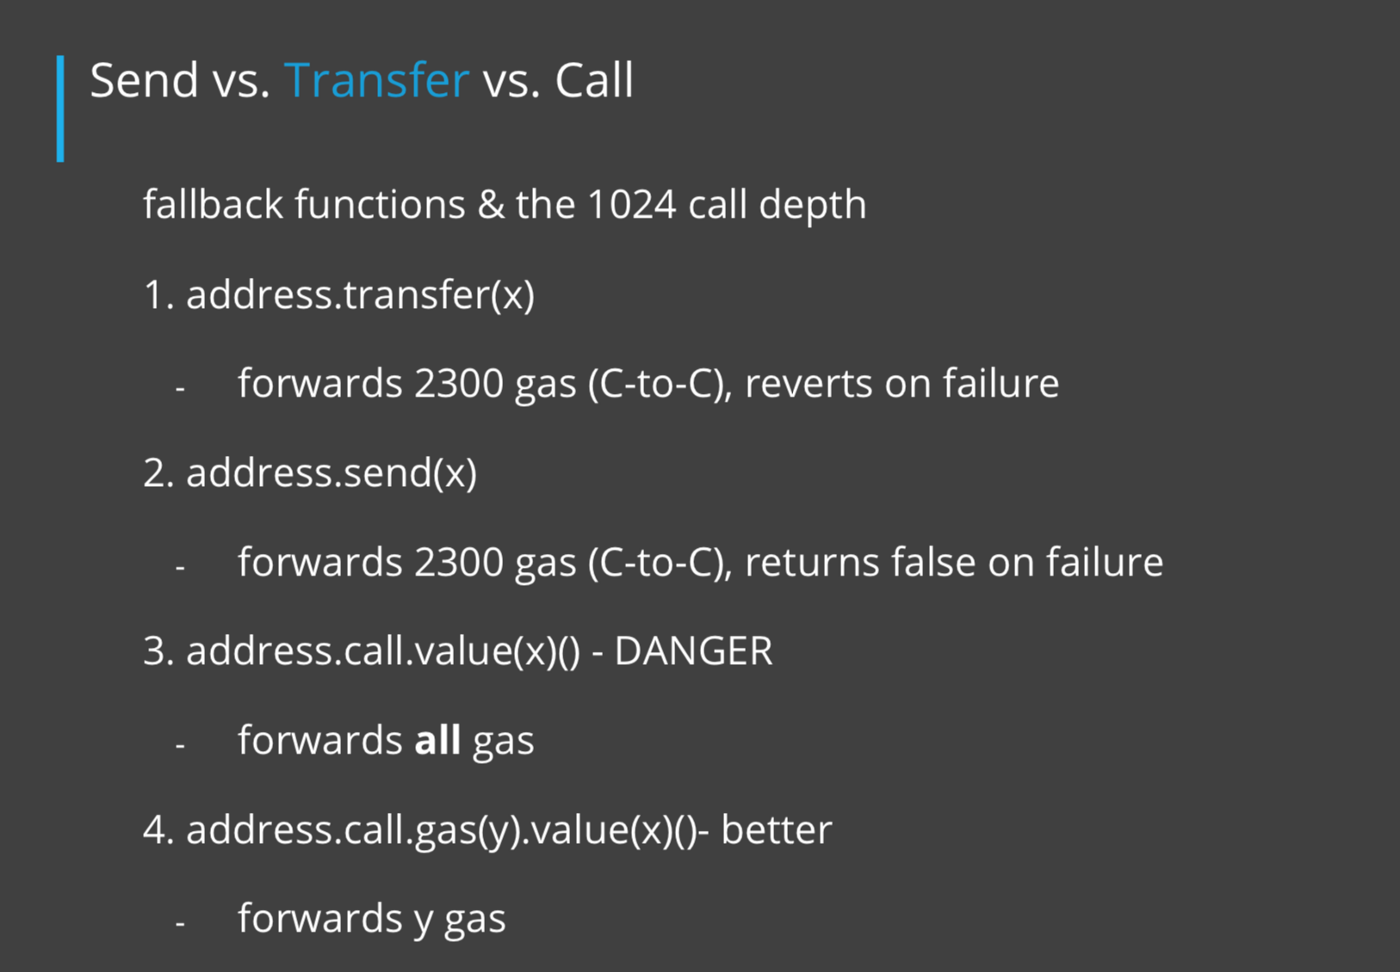 Send vs. Transfer vs. Call
fallback functions & the 1024 call depth
1. address.transfer(x)
- forwards 2300 gas (C-to-C), reverts on failure
2. address.send(x)
- forwards 2300 gas (C-to-C), returns false on failure
3. address.call.value(x)() - DANGER
- forwards all gas
4. address.call.gas(y).value(x)()- better
- forwards y gas